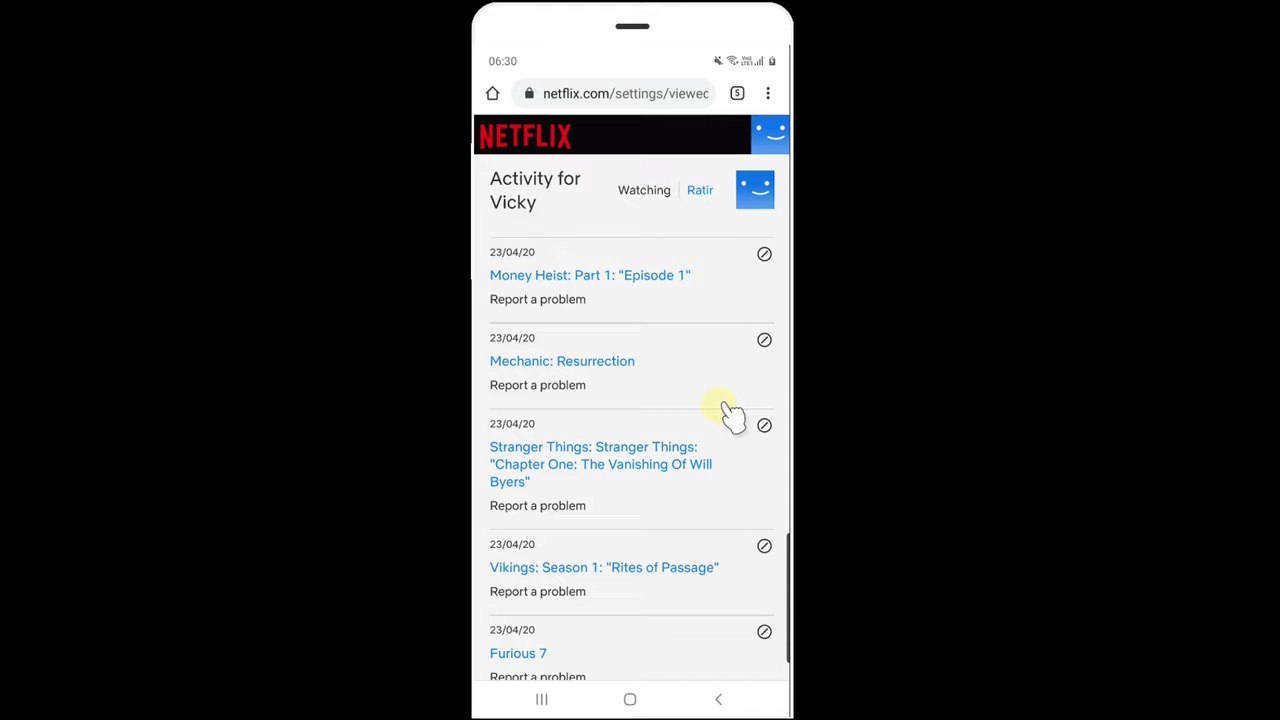 06:30
Vo)) LTE1
netflix.com/settings/viewec
5
NETFLIX
Activity for
Vicky
Watching
Ratir
23/04/20
Money Heist: Part 1: "Episode 1"
Report a problem
23/04/20
Mechanic: Resurrection
Report a problem
23/04/20
Stranger Things: Stranger Things:
"Chapter One: The Vanishing Of Will
Byers"
Report a problem
23/04/20
Vikings: Season 1: "Rites of Passage"
Report a problem
23/04/20
Furious 7
Report a problem